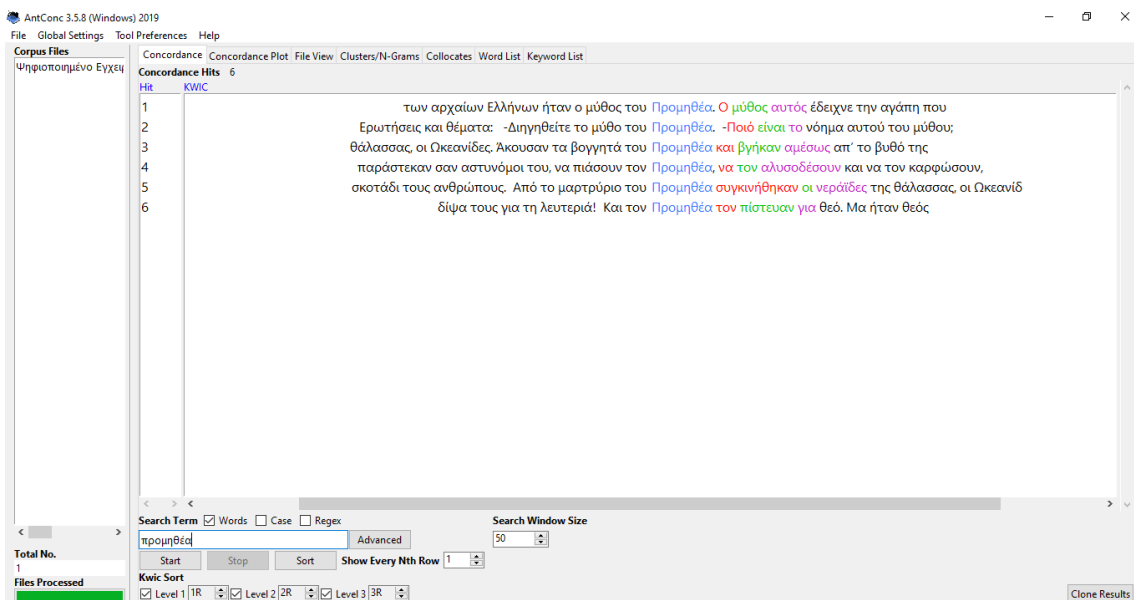 AntConc 3.5.8 (Windows) 2019
File Global Settings Tool Preferences Help
Corpus Files
Ψηφιοποιημένο Εγχει
Concordance Concordance Plot File View Clusters/N-Grams Collocates Word List Keyword List
Concordance Hits 6
Hit KWIC
1 των αρχαίων Ελλήνων ήταν ο μύθος του Προμηθέα. Ο μύθος αυτός έδειχνε την αγάπη που
2 Ερωτήσεις και θέματα: -Διηγηθείτε το μύθο του Προμηθέα. -Ποιό είναι το νόημα αυτού του μύθου;
3 θάλασσας, οι Ωκεανίδες. Άκουσαν τα βογγητά του Προμηθέα και βγήκαν αμέσως απ' το βυθό της
4 παράστεκαν σαν αστυνόμοι του, να πιάσουν τον Προμηθέα, να τον αλυσοδέσουν και να τον καρφώσουν,
5 σκοτάδι τους ανθρώπους. Από το μαρτύριο του Προμηθέα συγκινήθηκαν οι νεράϊδες της θάλασσας, οι Ωκεανίδ
6 δίψα τους για τη λευτεριά! Και τον Προμηθέα τον πίστευαν για θεό. Μα ήταν θεός
Search Term Words Case Regex Search Window Size
προμηθέα Advanced 50
Start Stop Sort Show Every Nth Row 1
Kwic Sort
Level 1 1R Level 2 2R Level 3 3R
Total No.
1
Files Processed
Clone Results